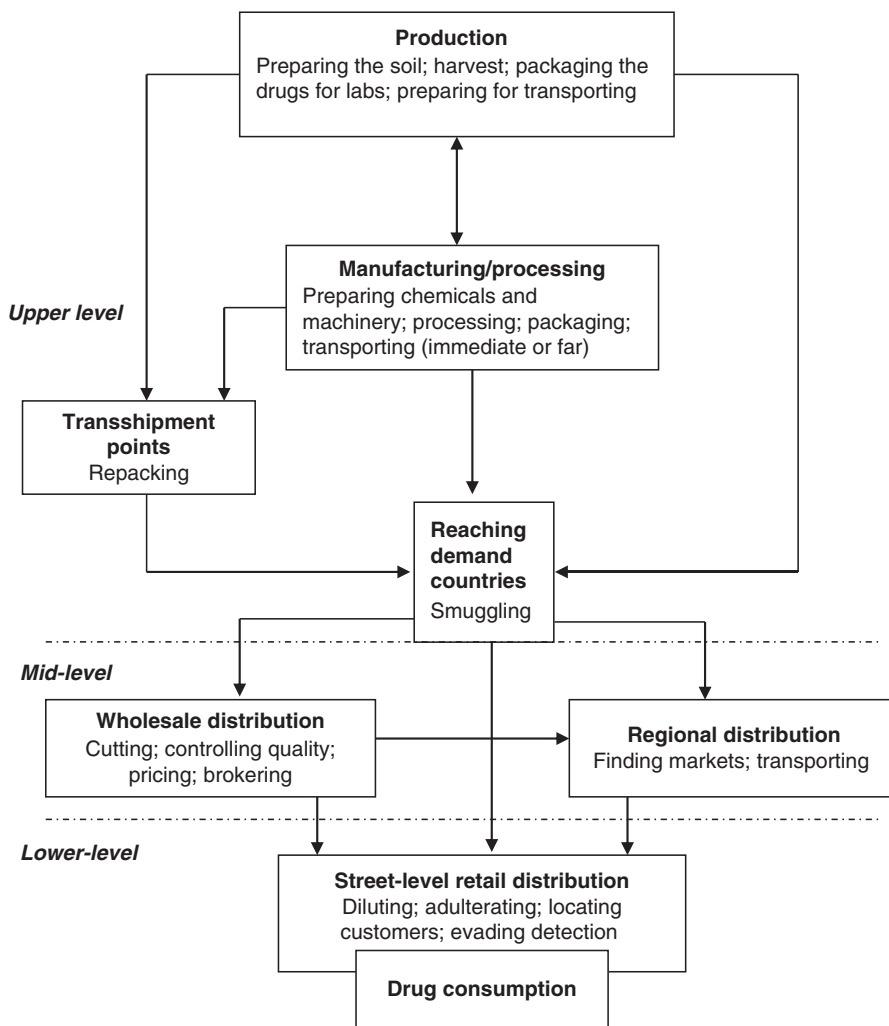 Production
Preparing the soil; harvest; packaging the
drugs for labs; preparing for transporting
Manufacturing/processing
Preparing chemicals and
machinery; processing; packaging;
transporting (immediate or far)
Upper level
Transshipment
points
Repacking
Reaching
demand
countries
Smuggling
Mid-level
Wholesale distribution
Cutting; controlling quality;
pricing; brokering
Regional distribution
Finding markets; transporting
Lower-level
Street-level retail distribution
Diluting; adulterating; locating
customers; evading detection
Drug consumption